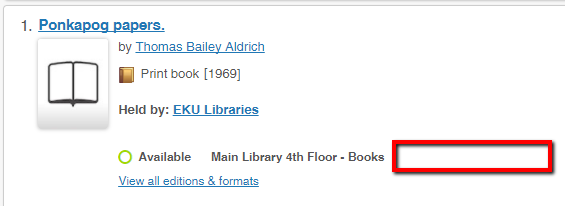 1. Ponkapog papers.
by Thomas Bailey Aldrich
Print book [1969]
Held by: EKU Libraries
Available Main Library 4th Floor - Books
View all editions & formats